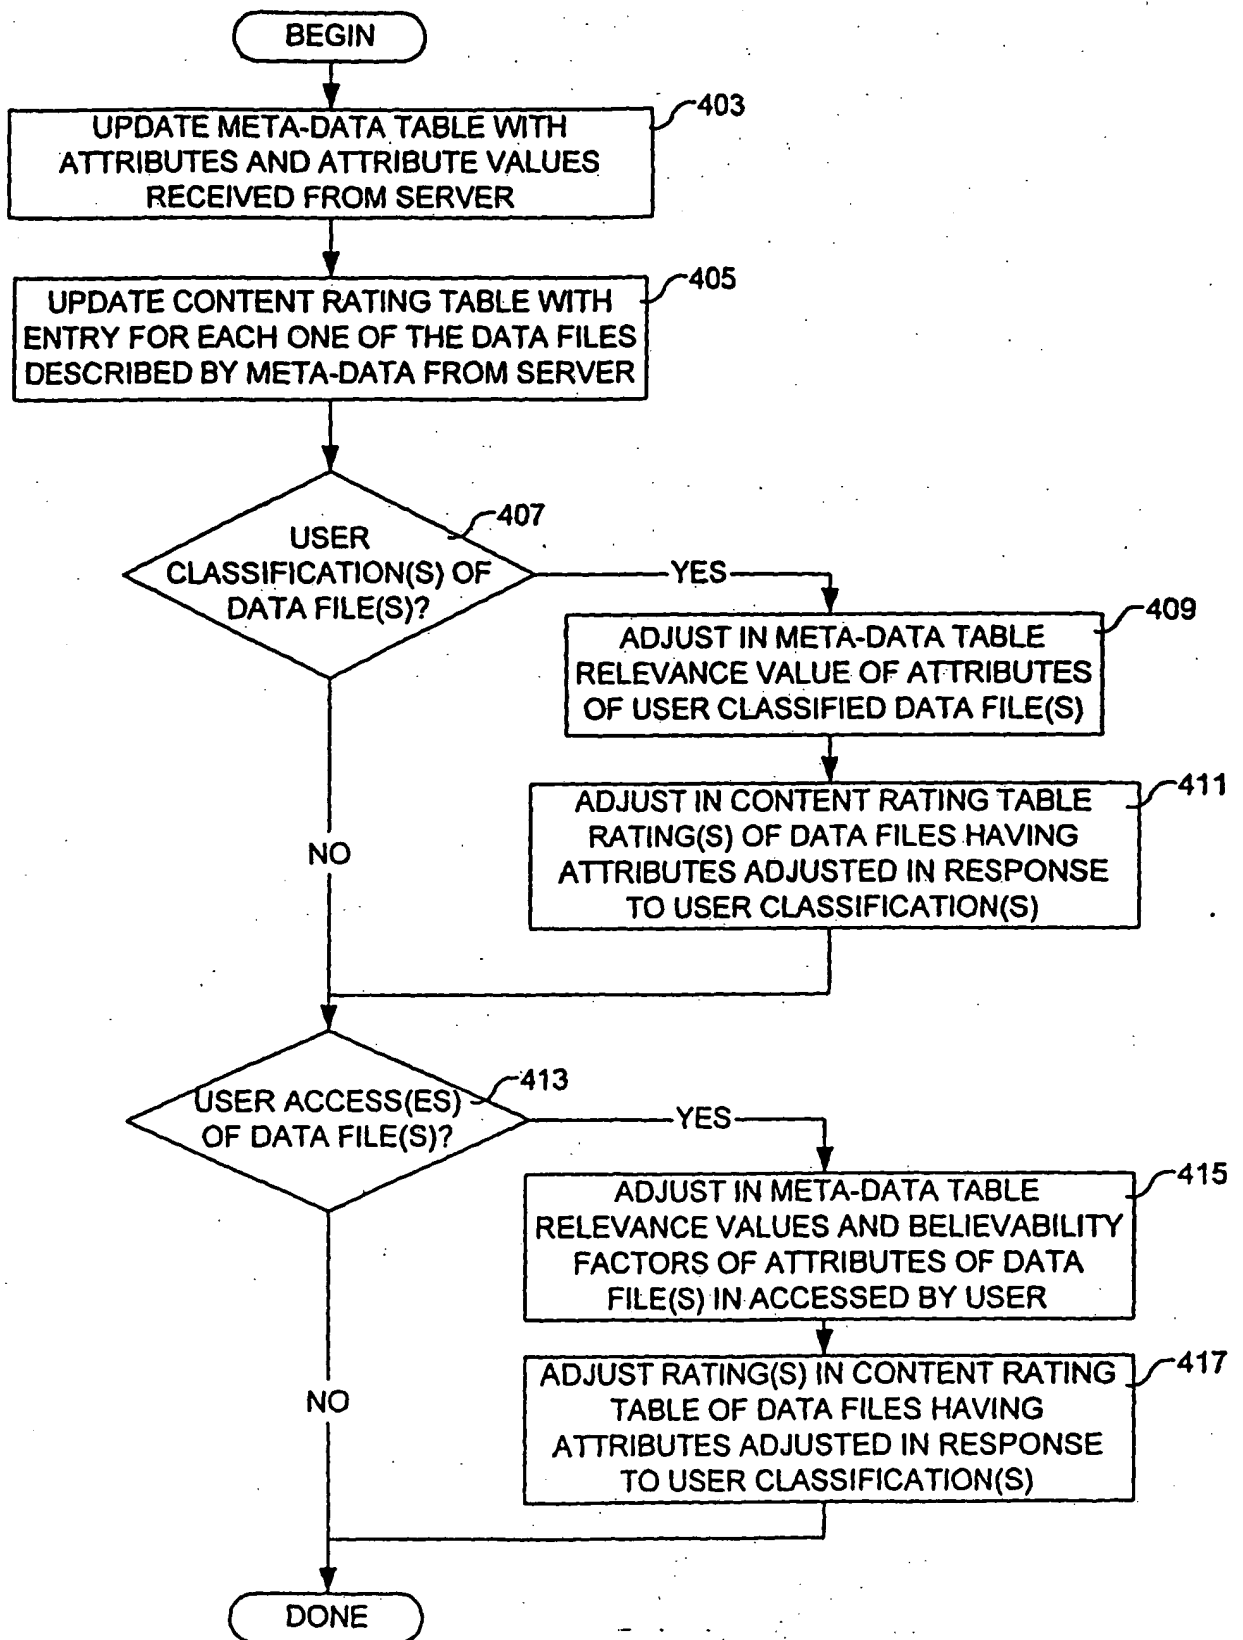 BEGIN
403
UPDATE META-DATA TABLE WITH
ATTRIBUTES AND ATTRIBUTE VALUES
RECEIVED FROM SERVER
405
UPDATE CONTENT RATING TABLE WITH
ENTRY FOR EACH ONE OF THE DATA FILES
DESCRIBED BY META-DATA FROM SERVER
407
USER
CLASSIFICATION(S) OF
DATA FILE(S)?
YES
409
ADJUST IN META-DATA TABLE
RELEVANCE VALUE OF ATTRIBUTES
OF USER CLASSIFIED DATA FILE(S)
411
ADJUST IN CONTENT RATING TABLE
RATING(S) OF DATA FILES HAVING
ATTRIBUTES ADJUSTED IN RESPONSE
TO USER CLASSIFICATION(S)
NO
413
USER ACCESS(ES)
OF DATA FILE(S)?
YES
415
ADJUST IN META-DATA TABLE
RELEVANCE VALUES AND BELIEVABILITY
FACTORS OF ATTRIBUTES OF DATA
FILE(S) IN ACCESSED BY USER
417
ADJUST RATING(S) IN CONTENT RATING
TABLE OF DATA FILES HAVING
ATTRIBUTES ADJUSTED IN RESPONSE
TO USER CLASSIFICATION(S)
NO
DONE